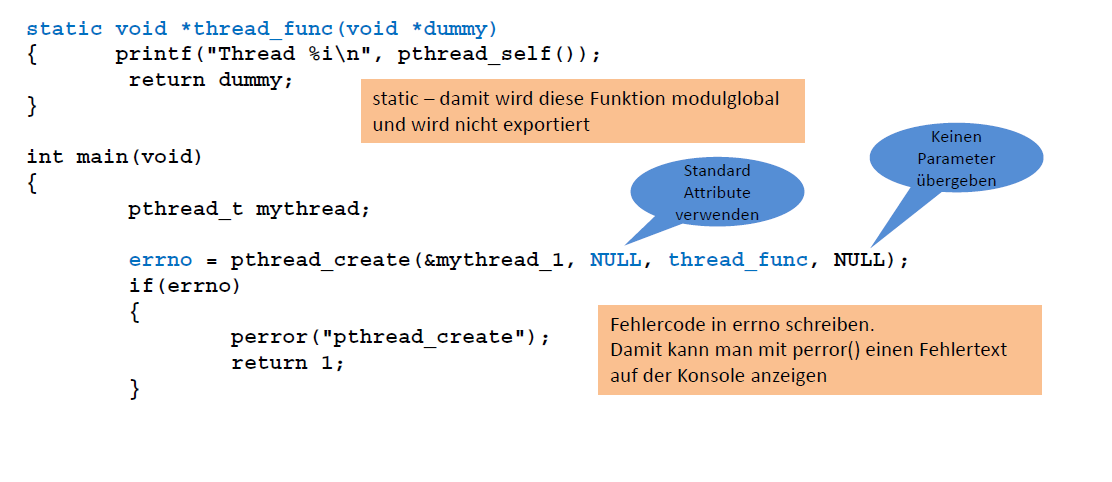 static void *thread_func(void *dummy)
{ printf("Thread %i\n", pthread_self());
return dummy;
}
static – damit wird diese Funktion modulglobal
und wird nicht exportiert
int main(void)
{
pthread_t mythread;
Standard
Attribute
verwenden
Keinen
Parameter
übergeben
errno = pthread_create(&mythread_1, NULL, thread_func, NULL);
if(errno)
{
perror("pthread_create");
return 1;
}
Fehlercode in errno schreiben.
Damit kann man mit perror() einen Fehlertext
auf der Konsole anzeigen